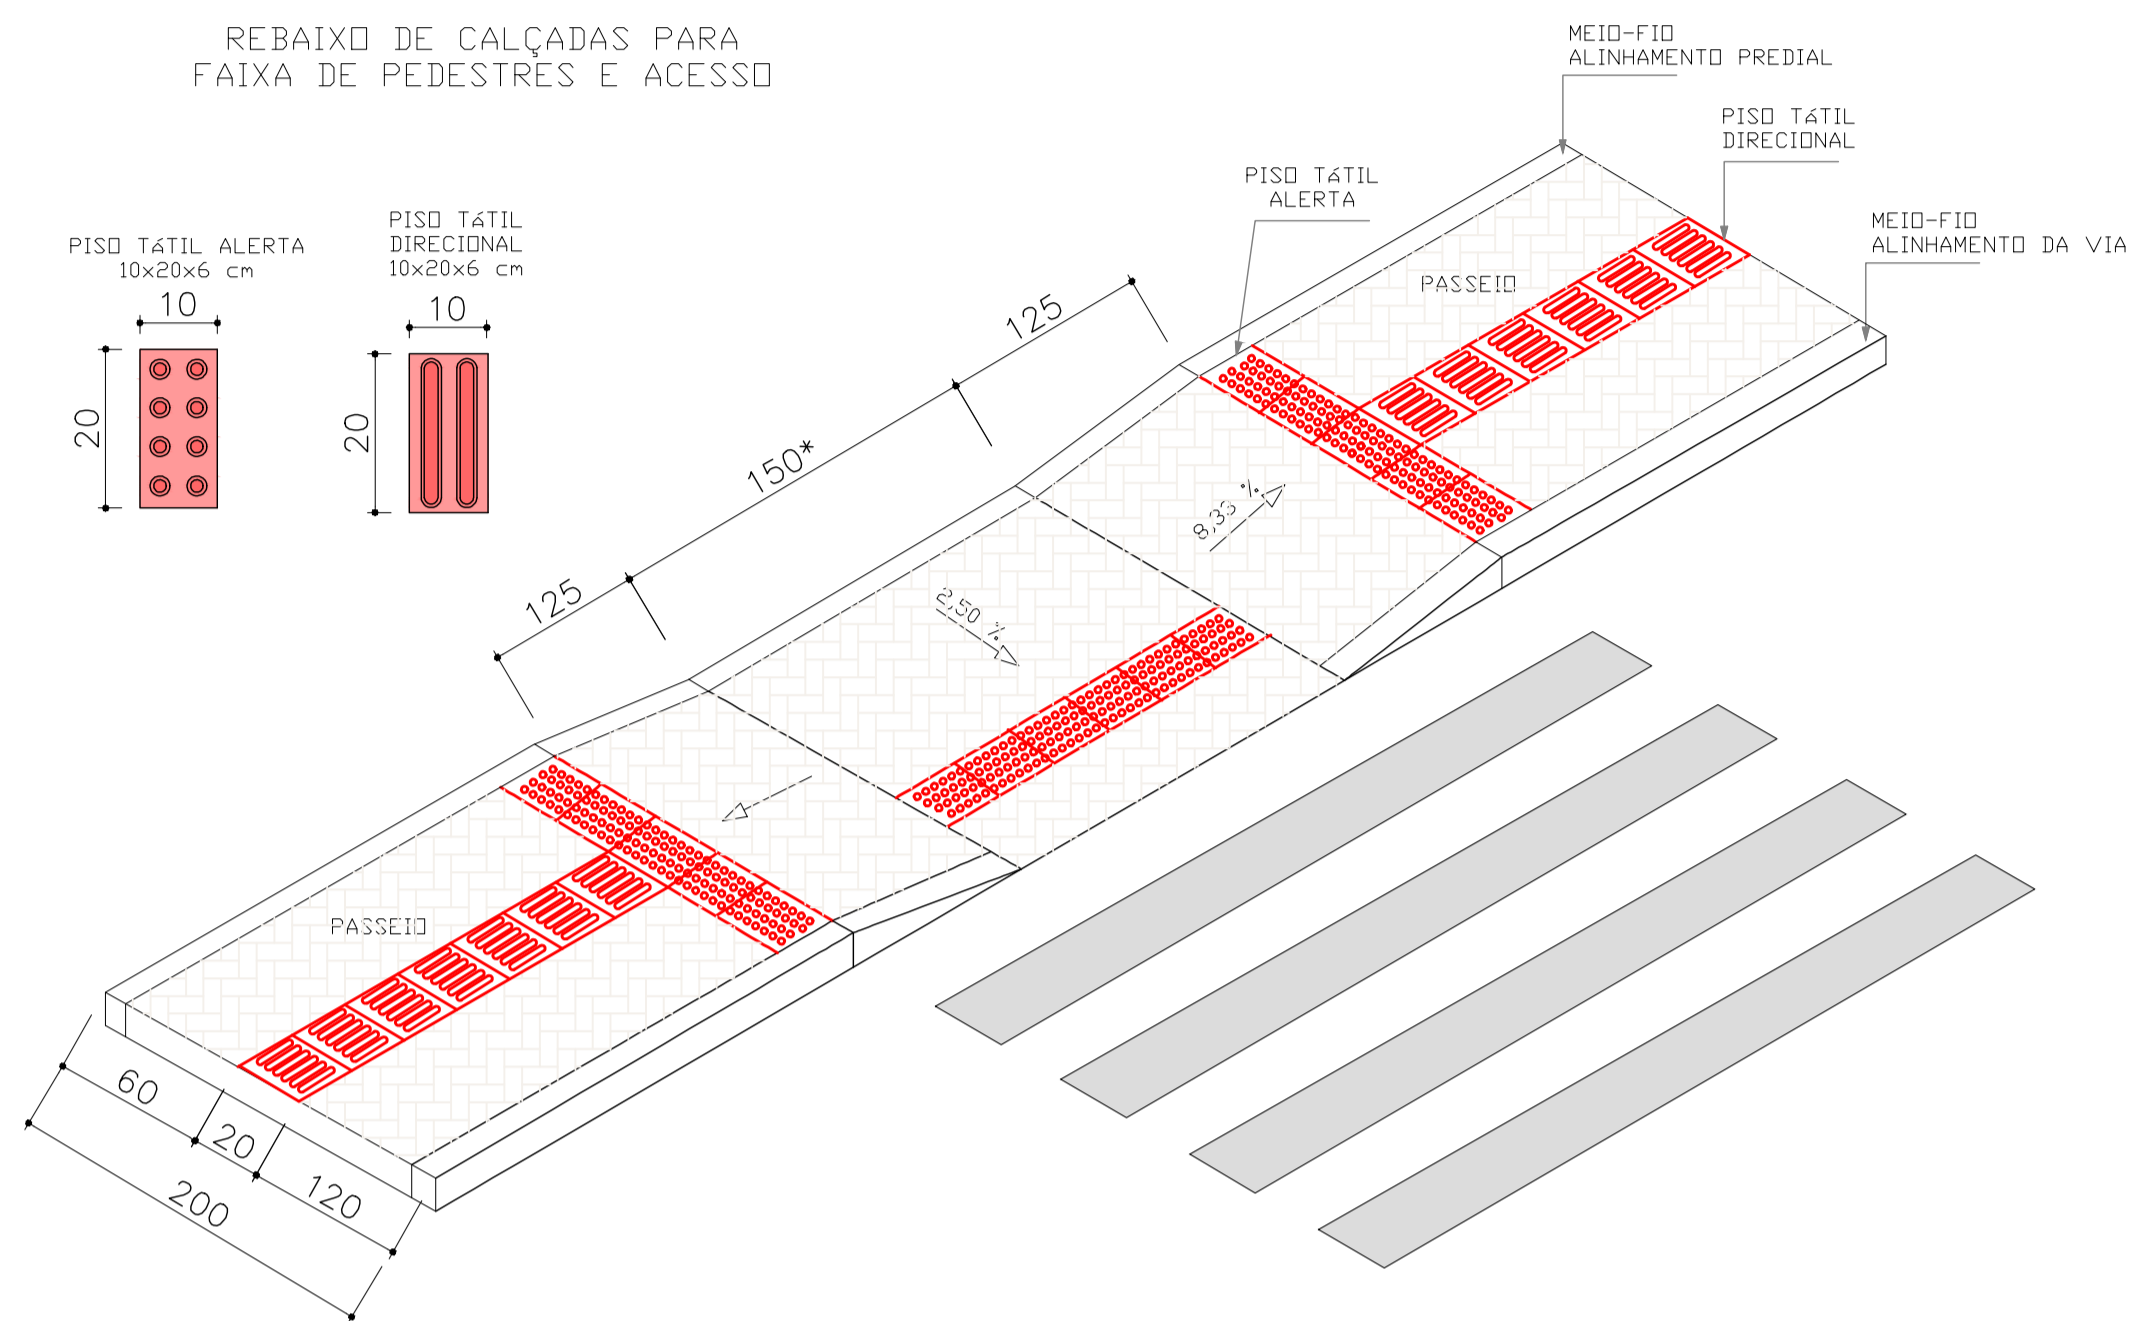 REBAIXO DE CALÇADAS PARA
FAIXA DE PEDESTRES E ACESSO
MEIO-FIO
ALINHAMENTO PREDIAL
PISO TáTIL
DIRECIONAL
PISO TáTIL
ALERTA
MEIO-FIO
ALINHAMENTO DA VIA
PISO TáTIL ALERTA
10x20x6 cm
10
20
PISO TáTIL
DIRECIONAL
10x20x6 cm
10
20
125
150*
125
PASSEIO
8,33 %
2,50 %
PASSEIO
60
20
120
200